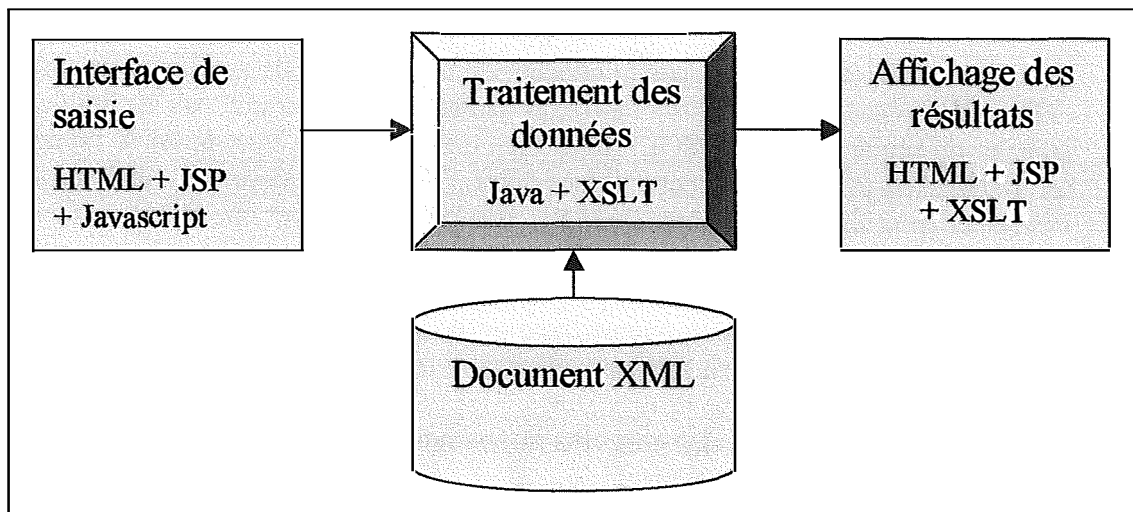 Interface de
saisie
HTML + JSP
+ Javascript
Traitement des
données
Java + XSLT
Affichage des
résultats
HTML + JSP
+ XSLT
Document XML